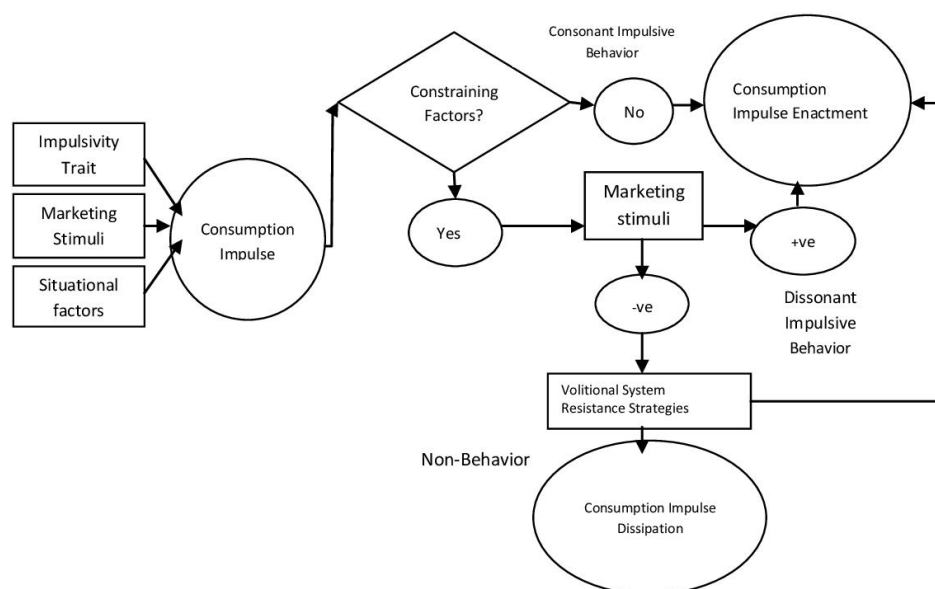 Impulsivity
Trait
Marketing
Stimuli
Situational
factors
Consumption
Impulse
Constraining
Factors?
Consonant Impulsive
Behavior
No
Consumption
Impulse Enactment
Yes
Marketing
stimuli
+ve
-ve
Dissonant
Impulsive
Behavior
Volitional System
Resistance Strategies
Non-Behavior
Consumption Impulse
Dissipation